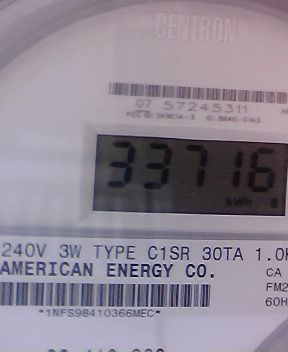 CENTRON®
07 57245311
33716
kWh
240V 3W TYPE C1SR 30TA 1.0
AMERICAN ENERGY CO.
CA
FM2
60H
*1NFS98410366MEC*